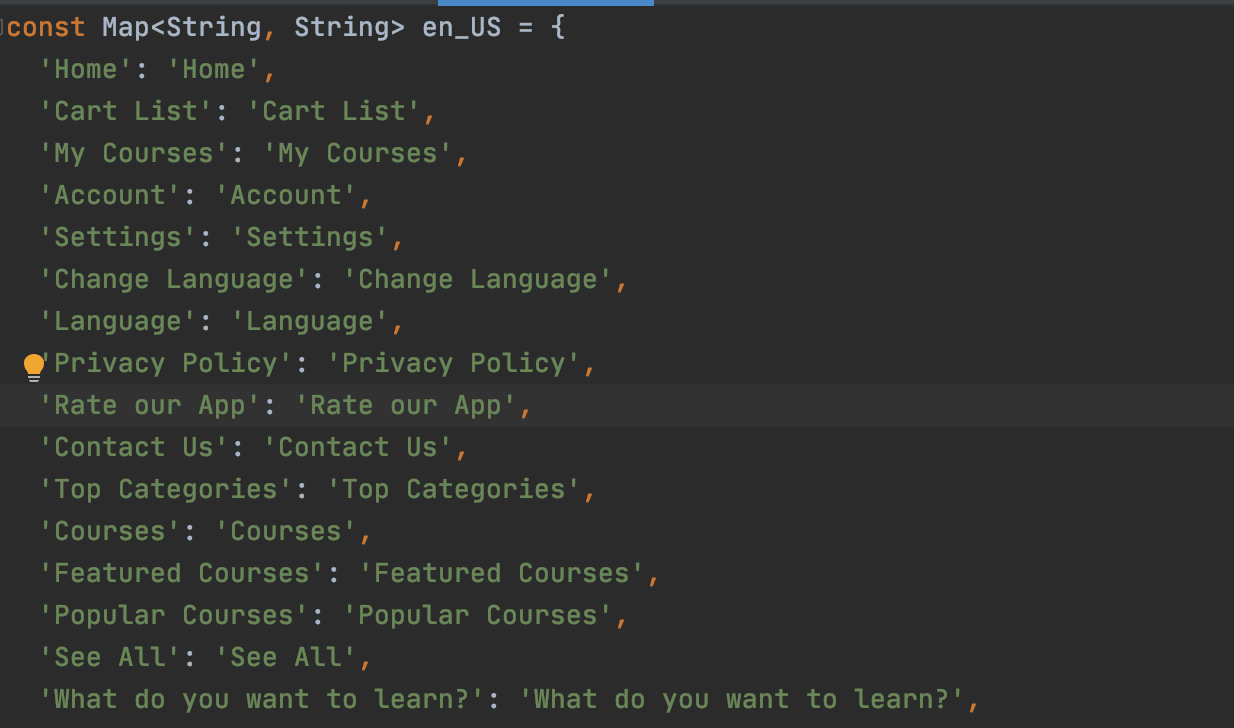 const Map<String, String> en_US = {
'Home': 'Home',
'Cart List': 'Cart List',
'My Courses': 'My Courses',
'Account': 'Account',
'Settings': 'Settings',
'Change Language': 'Change Language',
'Language': 'Language',
'Privacy Policy': 'Privacy Policy',
'Rate our App': 'Rate our App',
'Contact Us': 'Contact Us',
'Top Categories': 'Top Categories',
'Courses': 'Courses',
'Featured Courses': 'Featured Courses',
'Popular Courses': 'Popular Courses',
'See All': 'See All',
'What do you want to learn?': 'What do you want to learn?',